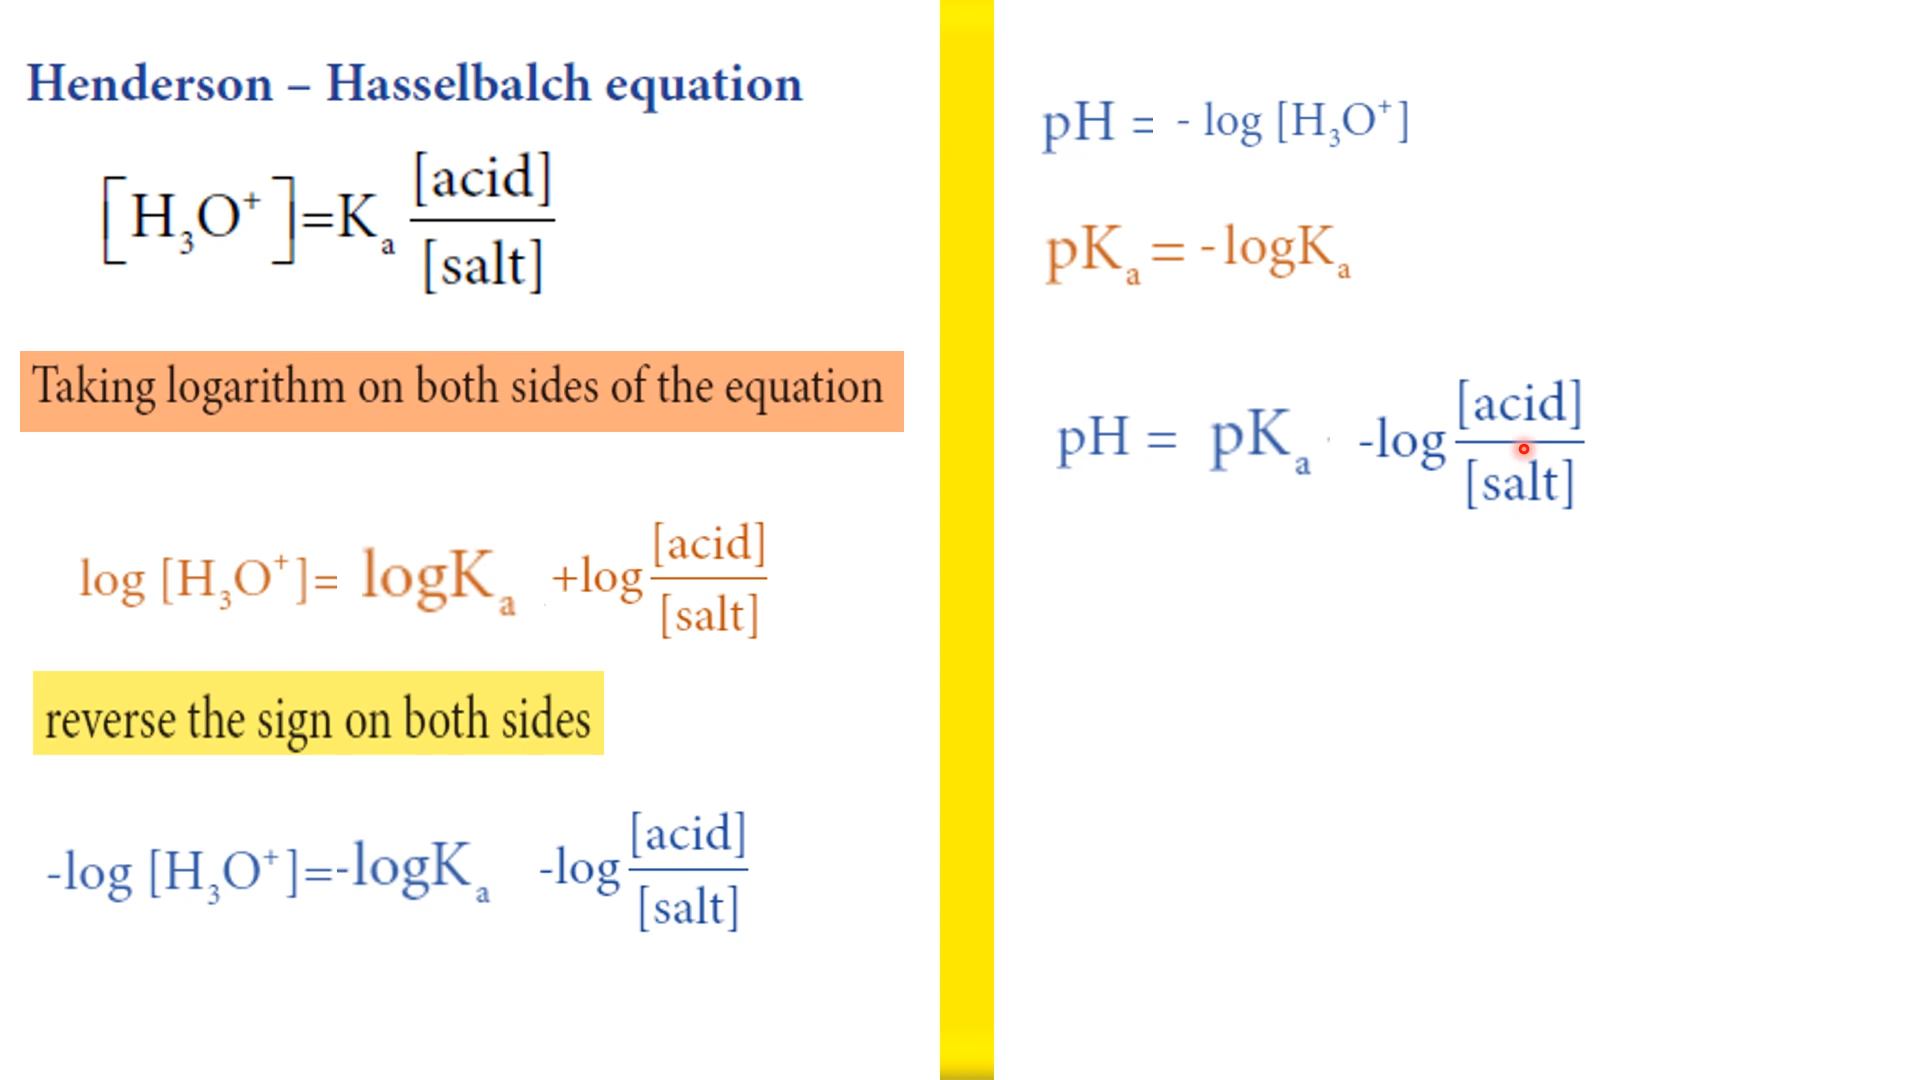 Henderson – Hasselbalch equation
[H₃O⁺]=Kₐ [acid]/[salt]
Taking logarithm on both sides of the equation
log [H₃O⁺]= logKₐ +log [acid]/[salt]
reverse the sign on both sides
-log [H₃O⁺]=-logKₐ -log [acid]/[salt]
pH = - log [H₃O⁺]
pKₐ = -logKₐ
pH = pKₐ -log [acid]/[salt]